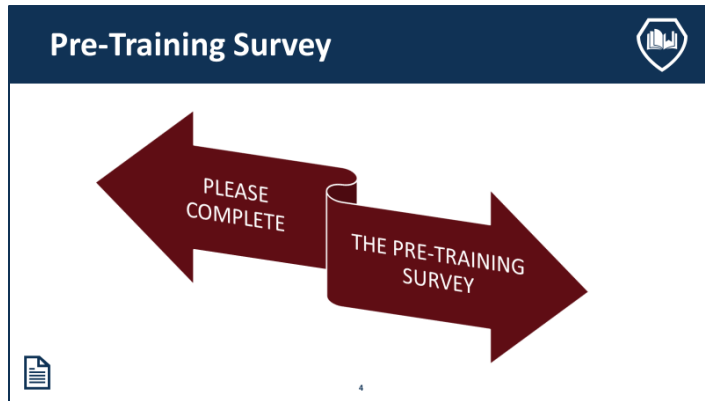 Pre-Training Survey
PLEASE
COMPLETE
THE PRE-TRAINING
SURVEY
4